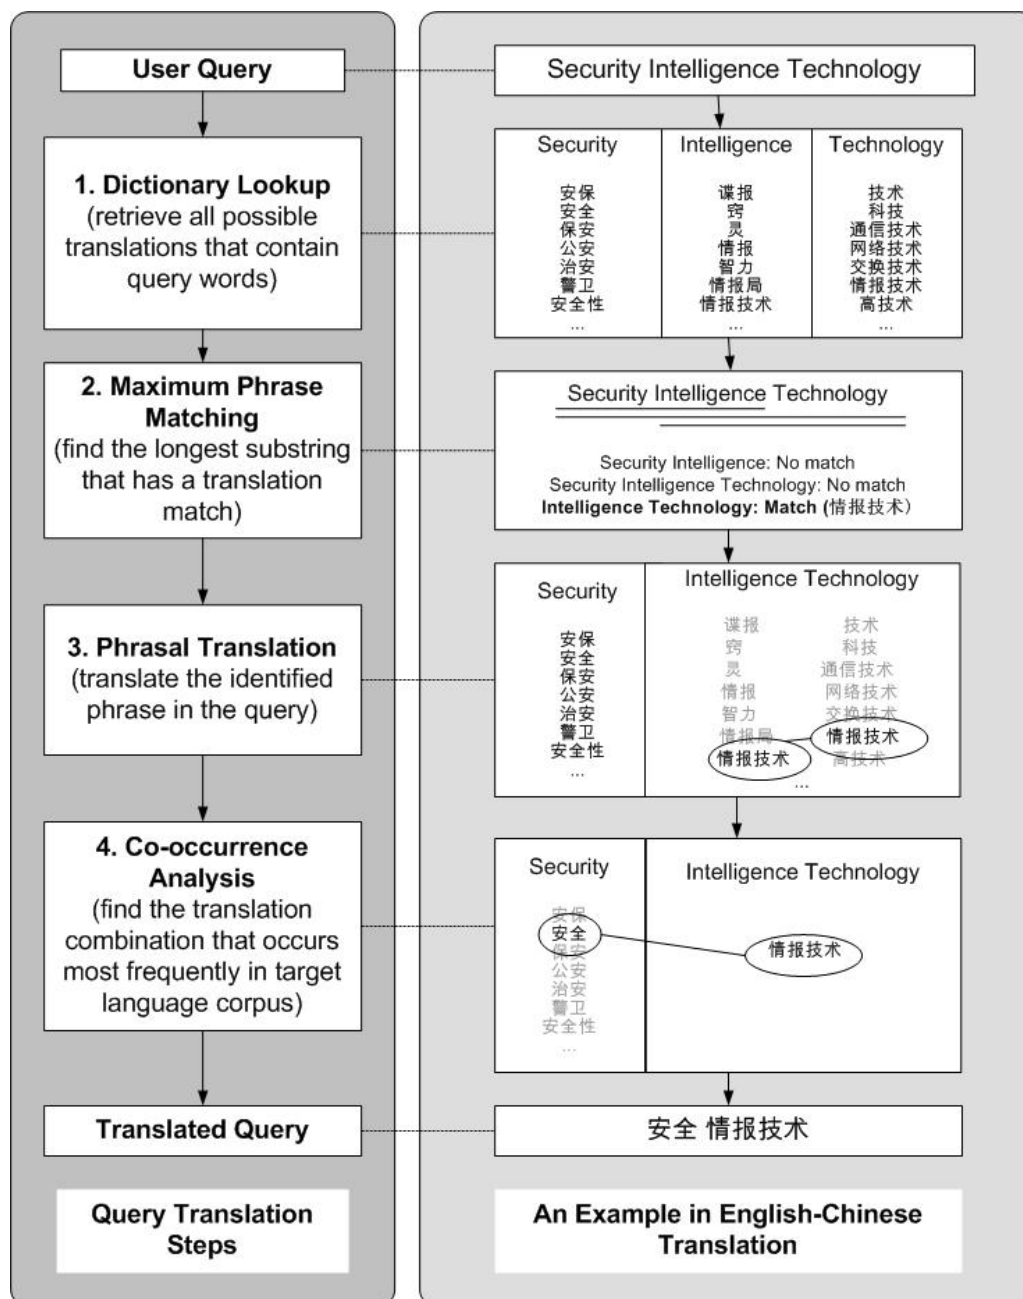 User Query
1. Dictionary Lookup
(retrieve all possible
translations that contain
query words)
2. Maximum Phrase
Matching
(find the longest substring
that has a translation
match)
3. Phrasal Translation
(translate the identified
phrase in the query)
4. Co-occurrence
Analysis
(find the translation
combination that occurs
most frequently in target
language corpus)
Translated Query
Query Translation
Steps
Security Intelligence Technology
Security
安保
安全
保安
公安
治安
警卫
安全性
...
Intelligence
谍报
窍
灵
情报
智力
情报局
情报技术
...
Technology
技术
科技
通信技术
网络技术
交换技术
情报技术
高技术
...
Security Intelligence Technology
Security Intelligence: No match
Security Intelligence Technology: No match
Intelligence Technology: Match (情报技术)
Security
安保
安全
保安
公安
治安
警卫
安全性
...
Intelligence Technology
谍报
窍
灵
情报
智力
情报局
情报技术
技术
科技
通信技术
网络技术
交换技术
情报技术
高技术
...
Security
安保
安全
保安
公安
治安
警卫
安全性
...
Intelligence Technology
情报技术
安全 情报技术
An Example in English-Chinese
Translation